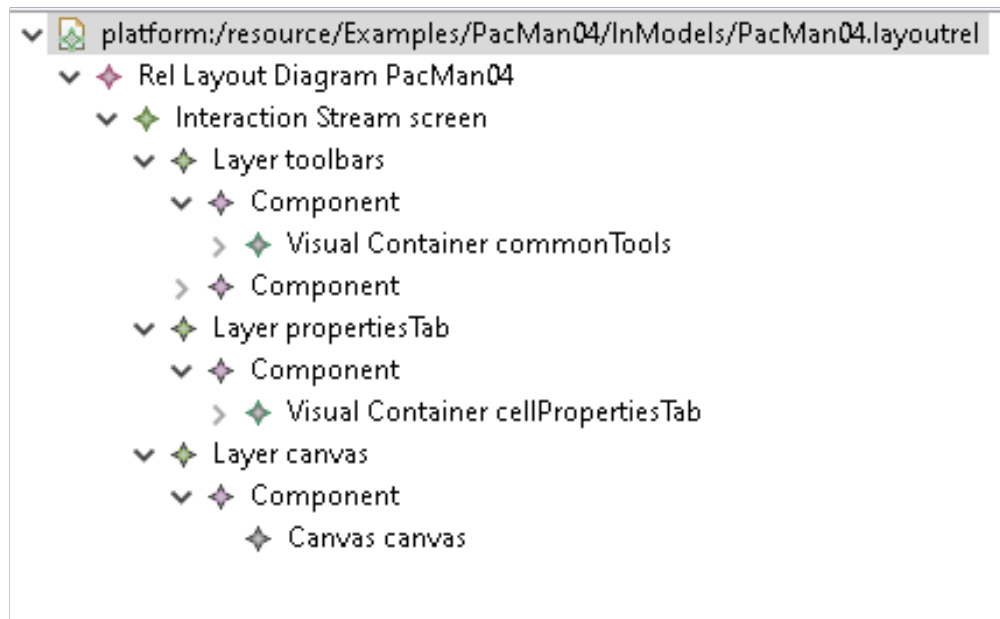 platform:/resource/Examples/PacMan04/InModels/PacMan04.layoutrel
Rel Layout Diagram PacMan04
Interaction Stream screen
Layer toolbars
Component
Visual Container commonTools
Component
Layer propertiesTab
Component
Visual Container cellPropertiesTab
Layer canvas
Component
Canvas canvas